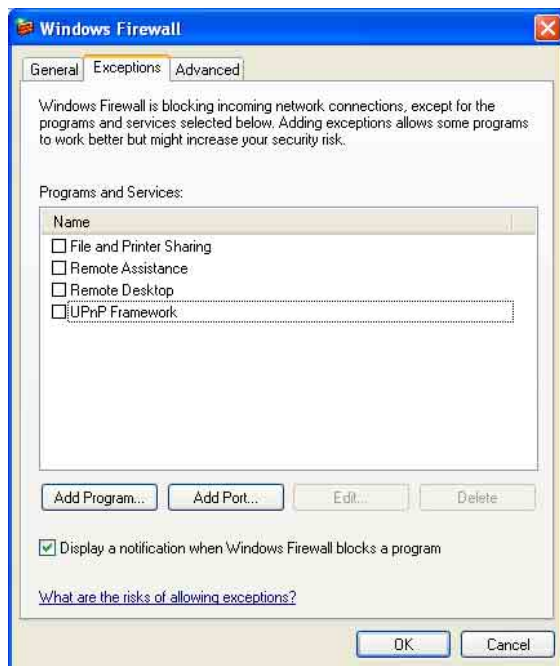 Windows Firewall
General Exceptions Advanced
Windows Firewall is blocking incoming network connections, except for the
programs and services selected below. Adding exceptions allows some programs
to work better but might increase your security risk.
Programs and Services:
Name
File and Printer Sharing
Remote Assistance
Remote Desktop
UPnP Framework
Add Program... Add Port... Edit... Delete
Display a notification when Windows Firewall blocks a program
What are the risks of allowing exceptions?
OK Cancel